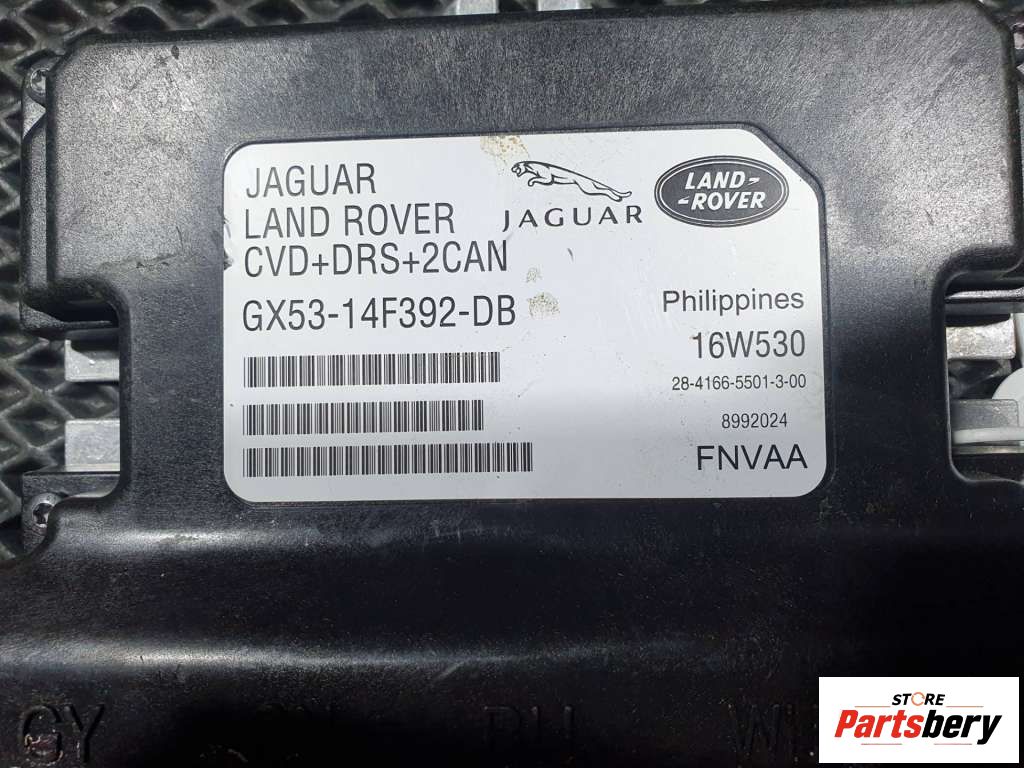 JAGUAR
LAND ROVER
CVD+DRS+2CAN
GX53-14F392-DB
JAGUAR
LAND-
-ROVER
Philippines
16W530
28-4166-5501-3-00
8992024
FNVAA
GY
STORE
Partsbery